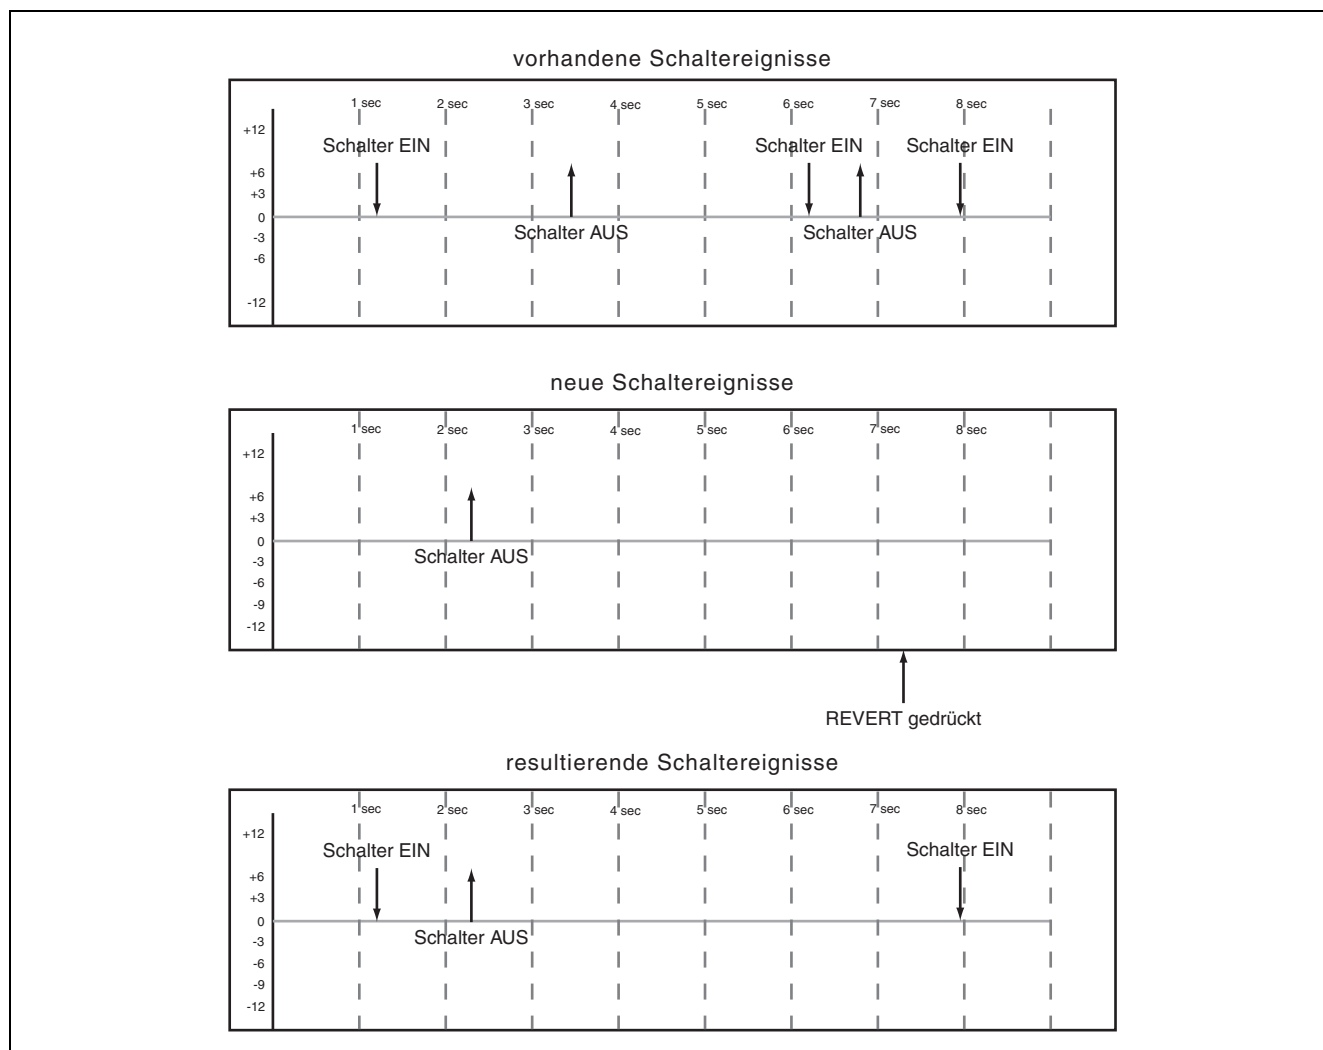 vorhandene Schaltereignisse
1 sec 2 sec 3 sec 4 sec 5 sec 6 sec 7 sec 8 sec
+12
Schalter EIN Schalter EIN Schalter EIN
+6
+3
0
Schalter AUS Schalter AUS
-3
-6
-12
neue Schaltereignisse
1 sec 2 sec 3 sec 4 sec 5 sec 6 sec 7 sec 8 sec
+12
+6
+3
0
Schalter AUS
-3
-6
-9
-12
REVERT gedrückt
resultierende Schaltereignisse
1 sec 2 sec 3 sec 4 sec 5 sec 6 sec 7 sec 8 sec
+12
Schalter EIN Schalter EIN
+6
+3
0
Schalter AUS
-3
-6
-9
-12